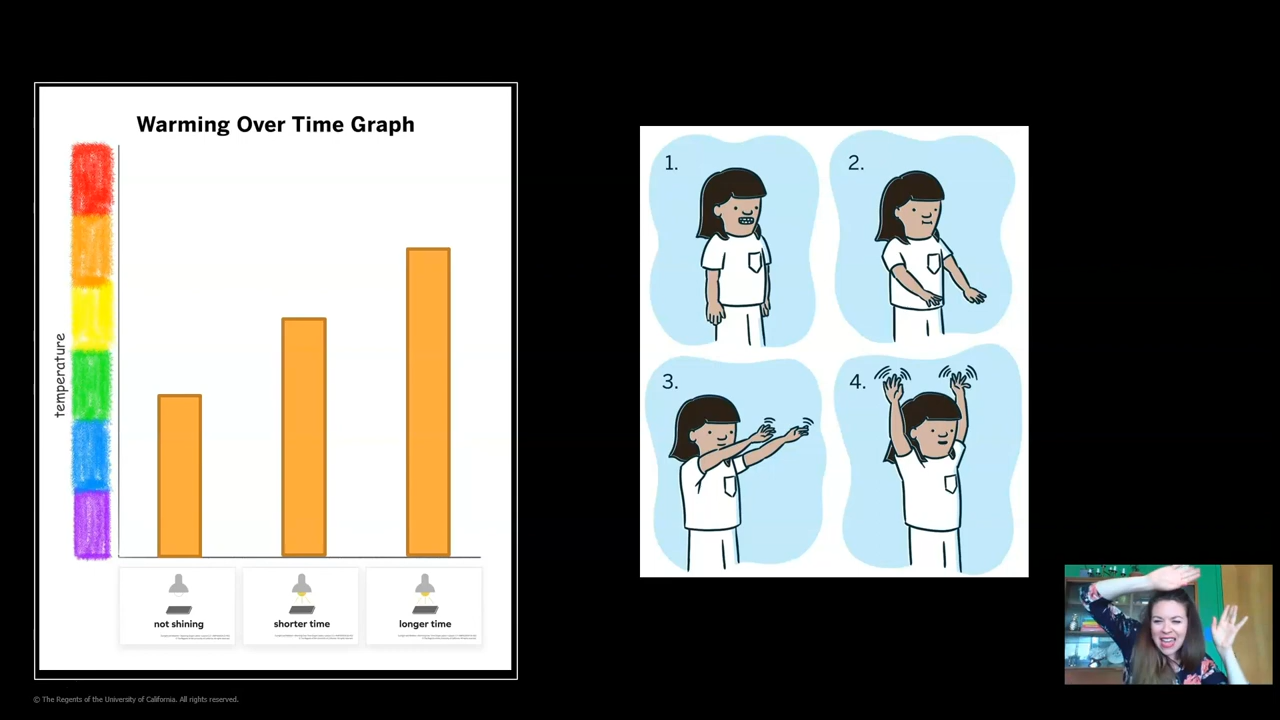 Warming Over Time Graph
temperature
not shining
shorter time
longer time
1.
2.
3.
4.
© The Regents of the University of California. All rights reserved.